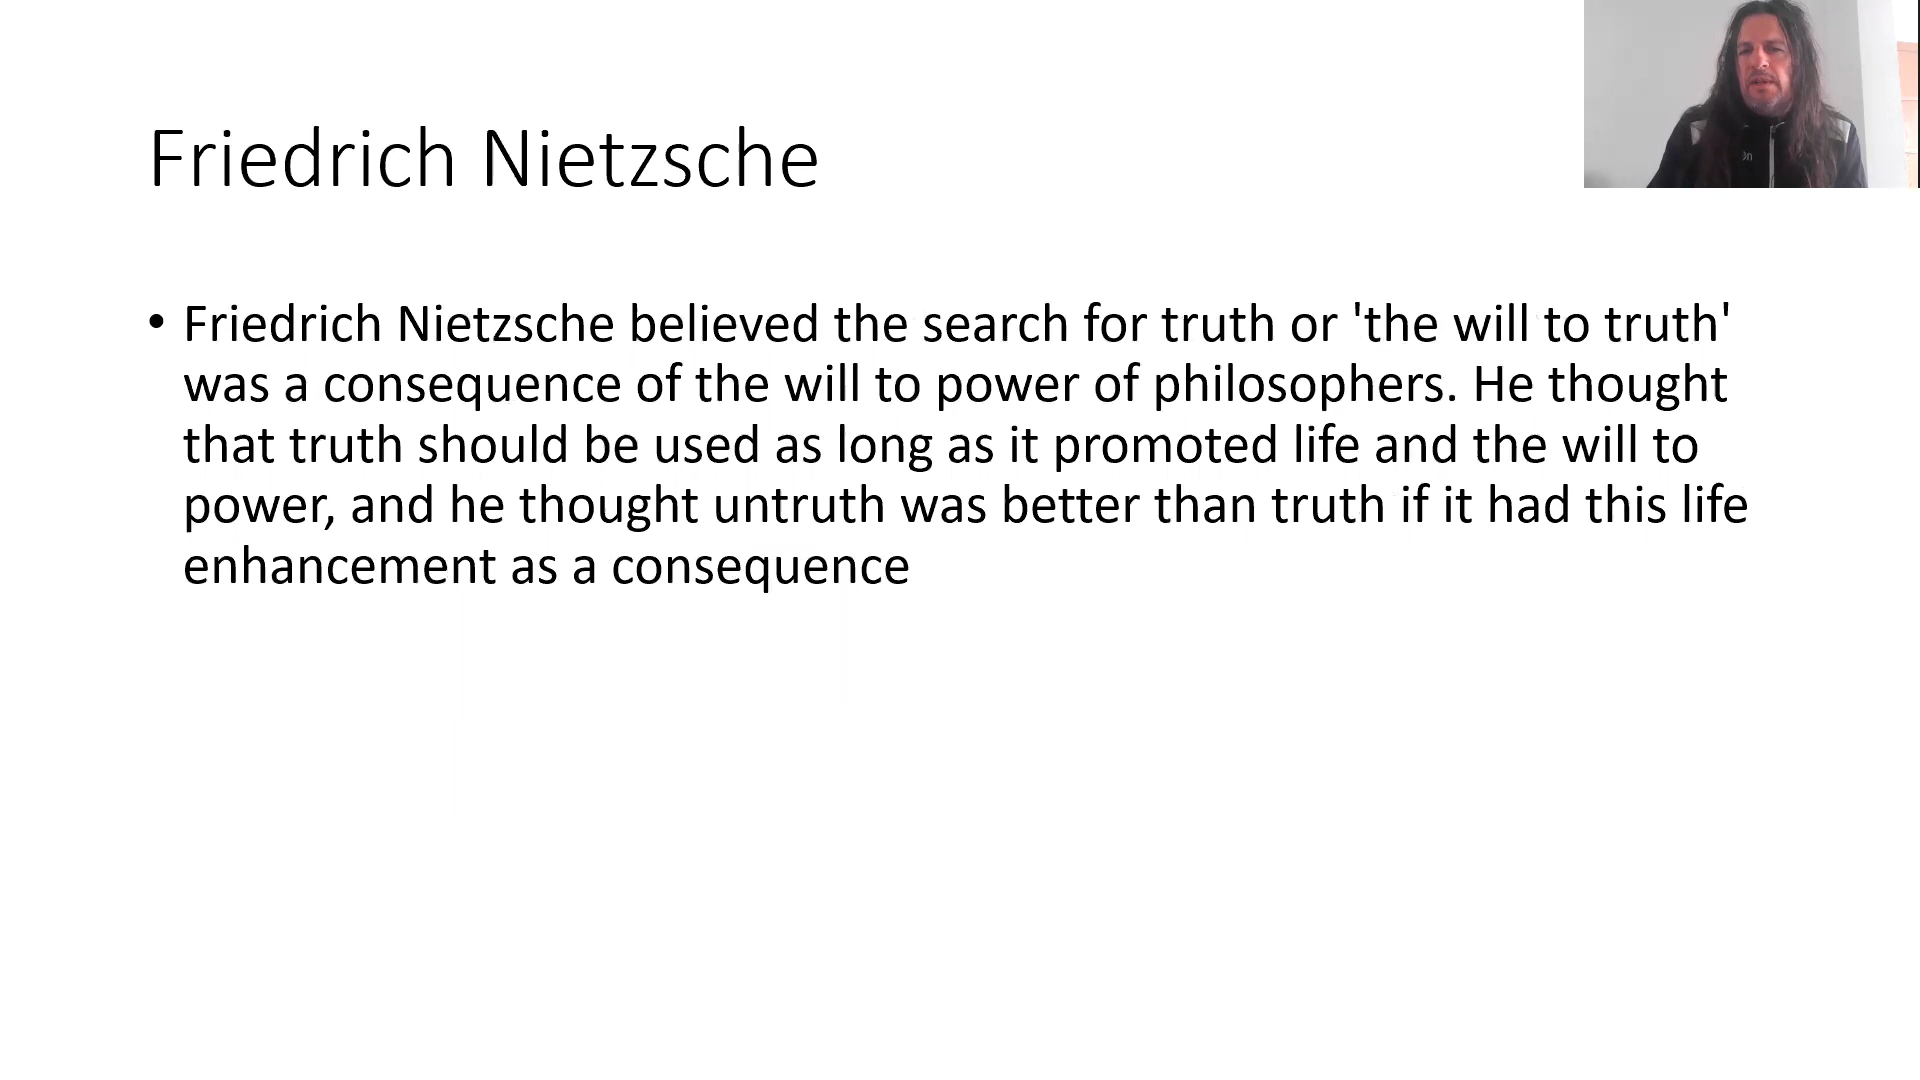 Friedrich Nietzsche
• Friedrich Nietzsche believed the search for truth or 'the will to truth'
was a consequence of the will to power of philosophers. He thought
that truth should be used as long as it promoted life and the will to
power, and he thought untruth was better than truth if it had this life
enhancement as a consequence